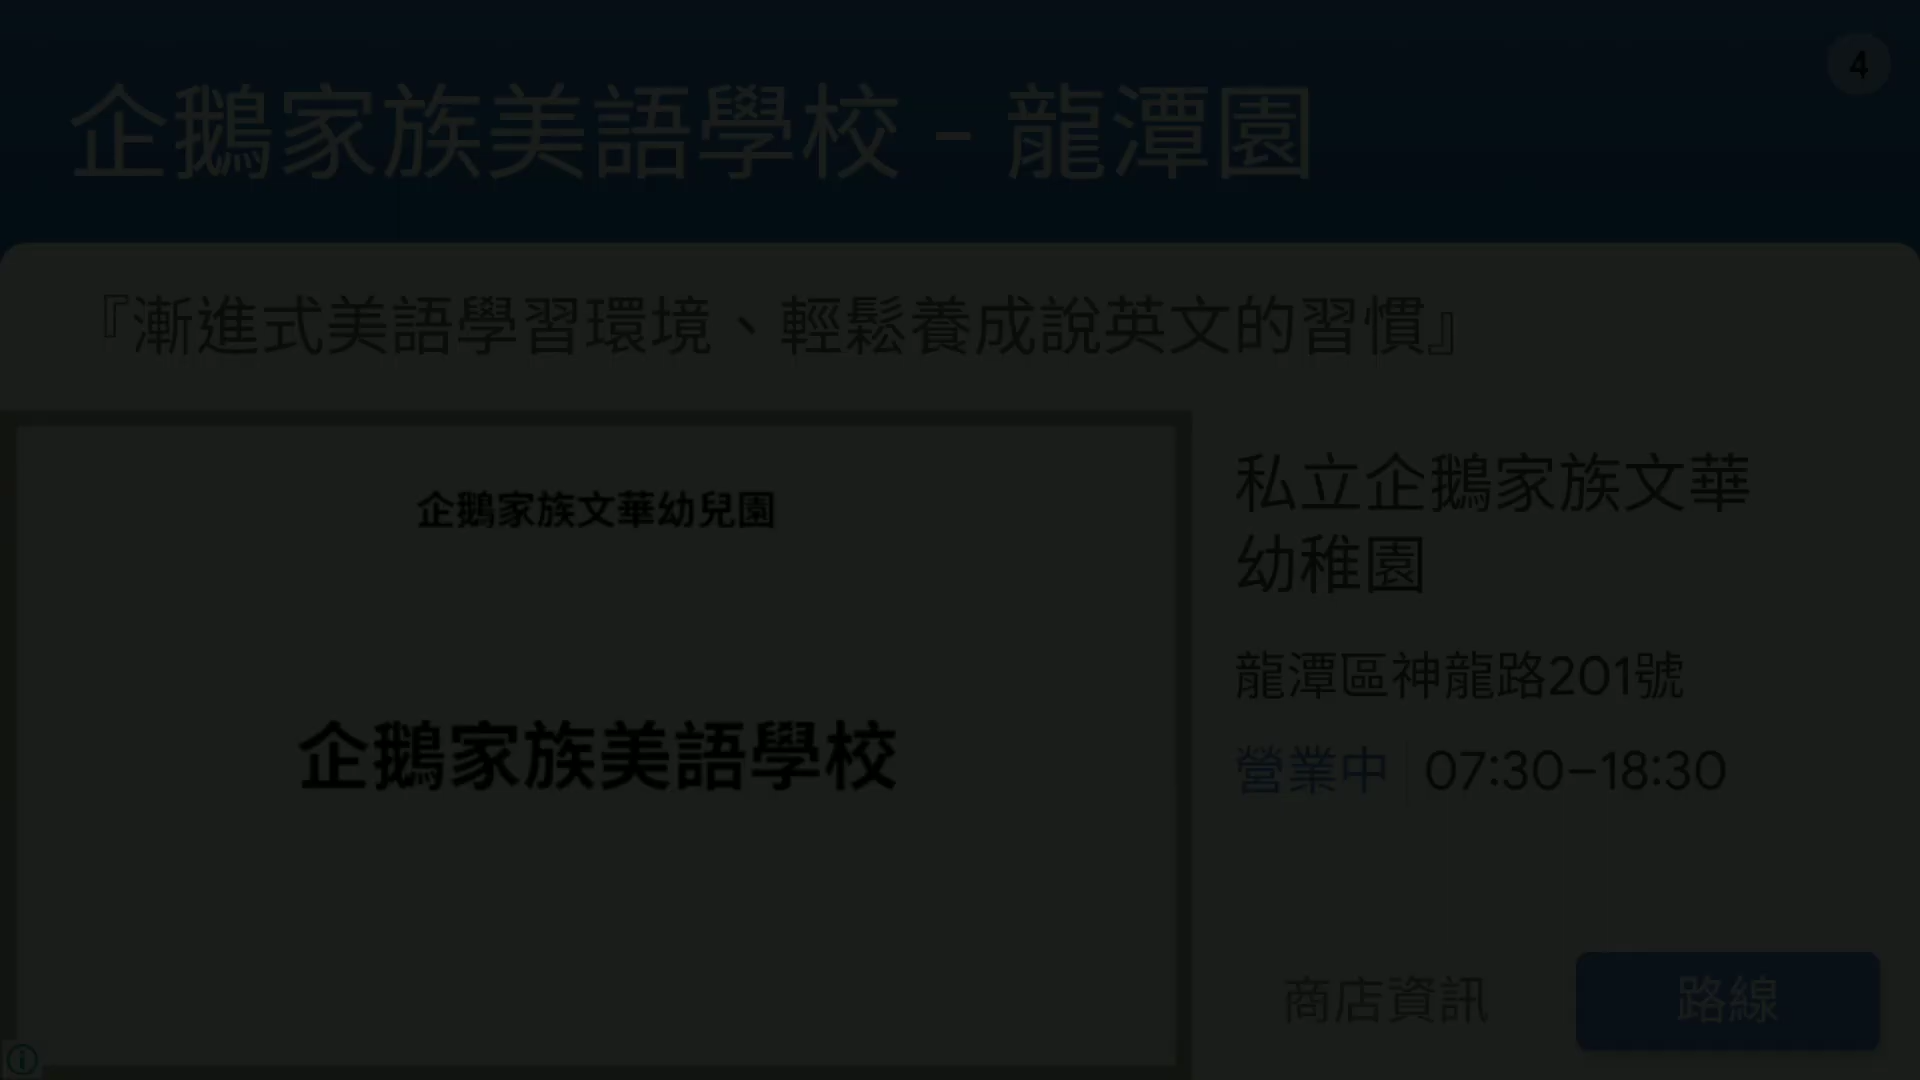 4
企鵝家族美語學校 - 龍潭園
『漸進式美語學習環境、輕鬆養成說英文的習慣』
企鵝家族文華幼兒園
企鵝家族美語學校
私立企鵝家族文華
幼稚園
龍潭區神龍路201號
營業中 07:30–18:30
商店資訊
路線